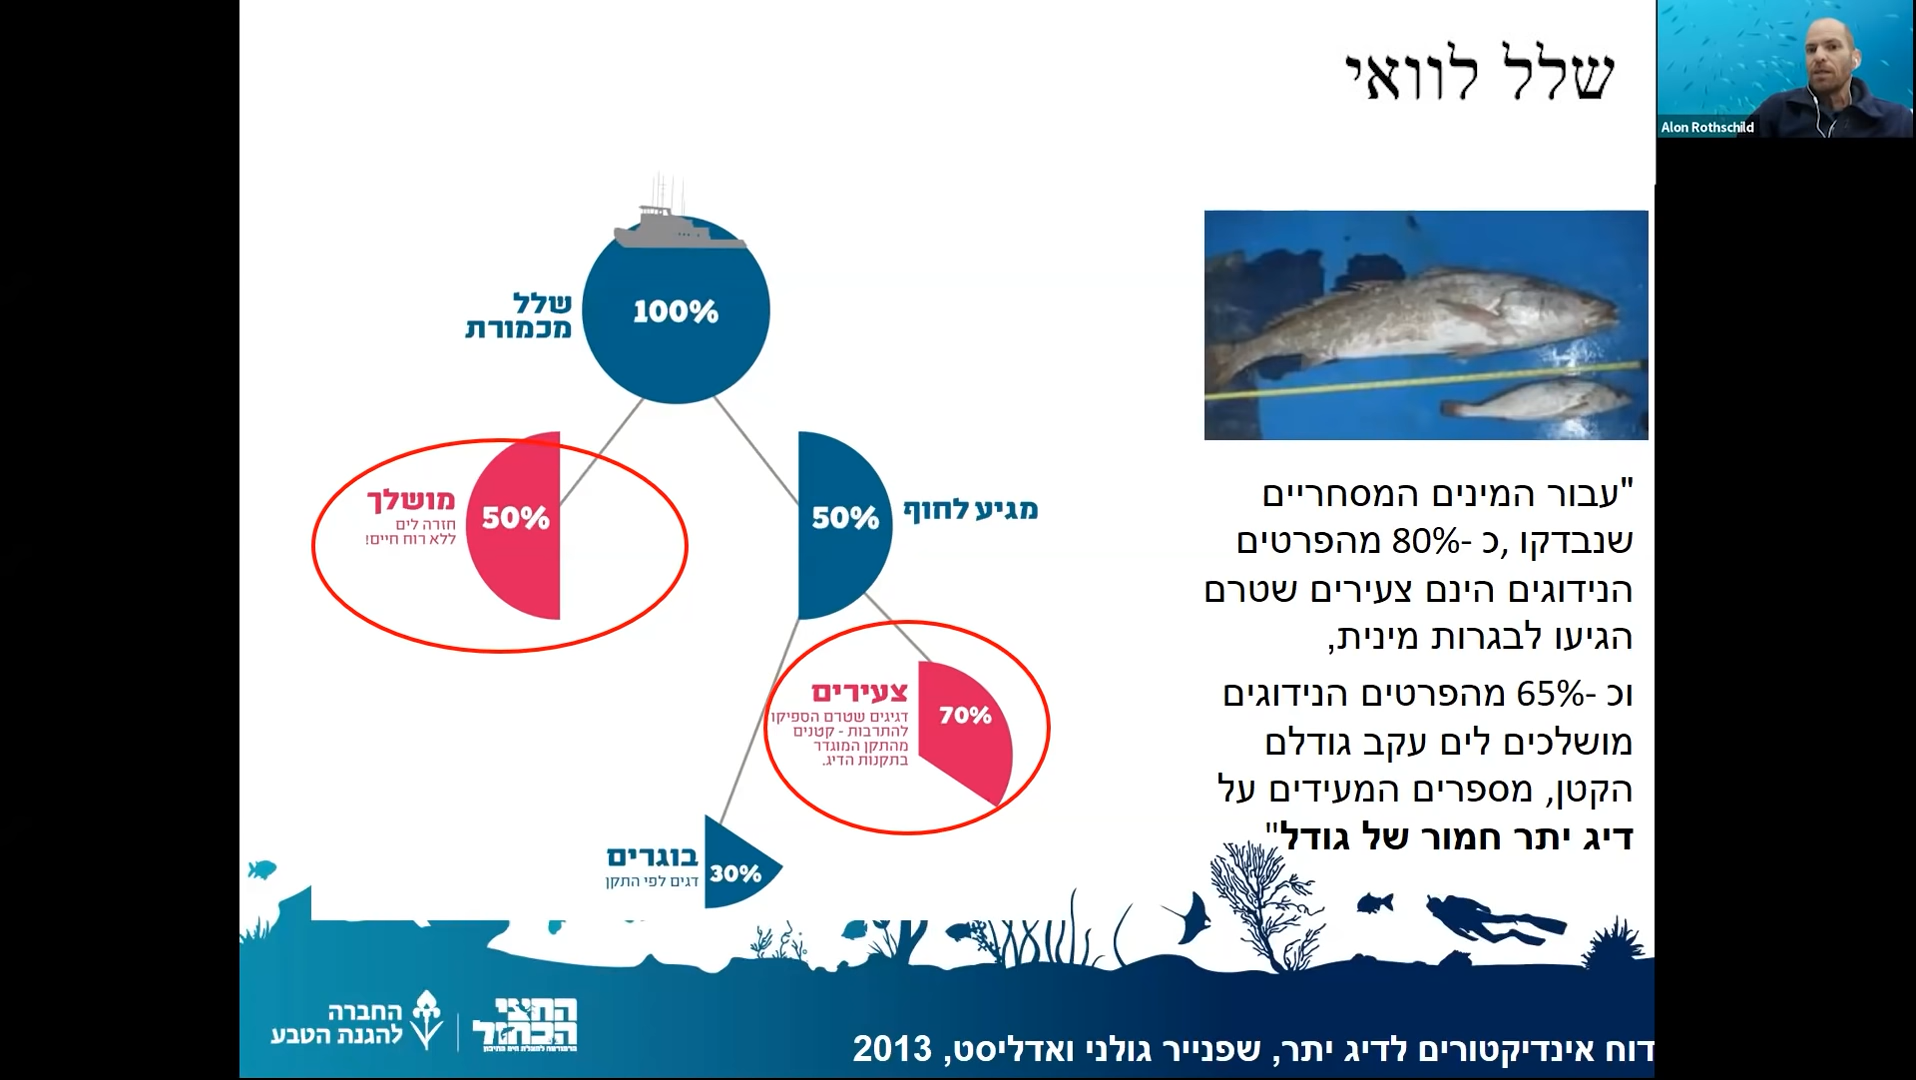 שלל לוואי
Alon Rothschild
שלל
מכמורת
100%
מושלך
חזרה לים
ללא רוח חיים!
50%
50%
מגיע לחוף
צעירים
דגיגים שטרם הספיקו
להתרבות - קטנים
מהתקן המוגדר
בתקנות הדיג.
70%
בוגרים
דגים לפי התקן
30%
"עבור המינים המסחריים
שנבדקו ,כ -80% מהפרטים
הנידוגים הינם צעירים שטרם
הגיעו לבגרות מינית,
וכ -65% מהפרטים הנידוגים
מושלכים לים עקב גודלם
הקטן, מספרים המעידים על
דיג יתר חמור של גודל"
החברה
להגנת הטבע
החצי
הכחול
דוח אינדיקטורים לדיג יתר, שפנייר גולני ואדליסט, 2013